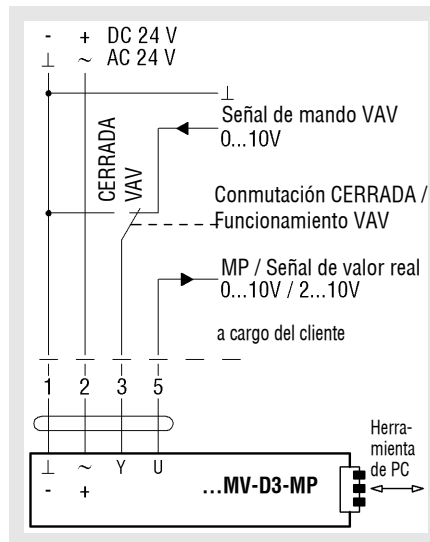 - + DC 24 V
⊥ ~ AC 24 V
⊥
Señal de mando VAV
0...10V
CERRADA
VAV
Conmutación CERRADA /
Funcionamiento VAV
MP / Señal de valor real
0...10V / 2...10V
a cargo del cliente
1 2 3 5
Herra-
mienta
de PC
⊥ ~ Y U
- +
...MV-D3-MP